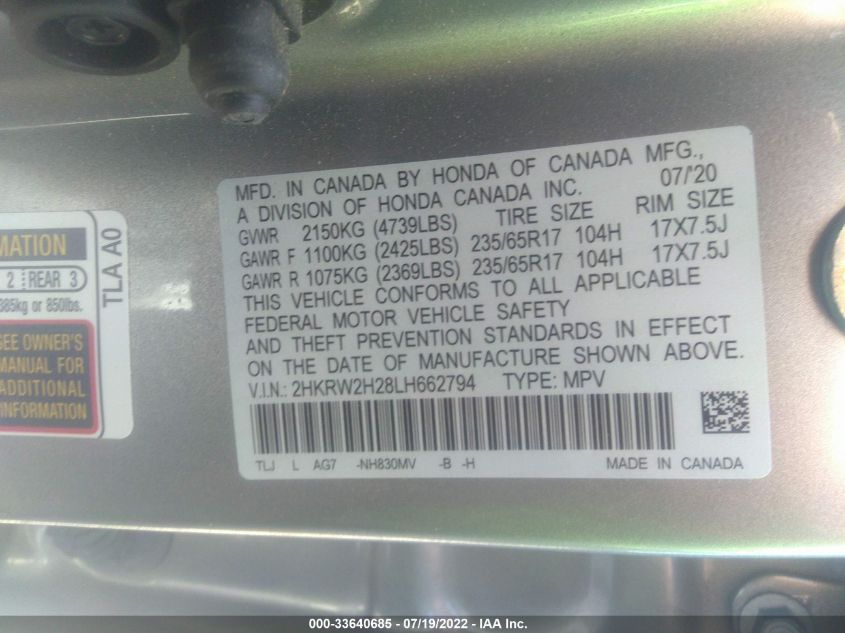 MFD. IN CANADA BY HONDA OF CANADA MFG.,
A DIVISION OF HONDA CANADA INC. 07/'20
GVWR 2150KG (4739LBS) TIRE SIZE RIM SIZE
GAWR F 1100KG (2425LBS) 235/65R17 104H 17X7.5J
GAWR R 1075KG (2369LBS) 235/65R17 104H 17X7.5J
THIS VEHICLE CONFORMS TO ALL APPLICABLE
FEDERAL MOTOR VEHICLE SAFETY
AND THEFT PREVENTION STANDARDS IN EFFECT
ON THE DATE OF MANUFACTURE SHOWN ABOVE.
V.I.N.: 2HKRW2H28LH662794 TYPE: MPV
TLJ L AG7 -NH830MV -B -H MADE IN CANADA
MATION
2 REAR 3
385kg or 850lbs.
SEE OWNER'S
MANUAL FOR
ADDITIONAL
INFORMATION
TLA A0
000-33640685 - 07/19/2022 - IAA Inc.